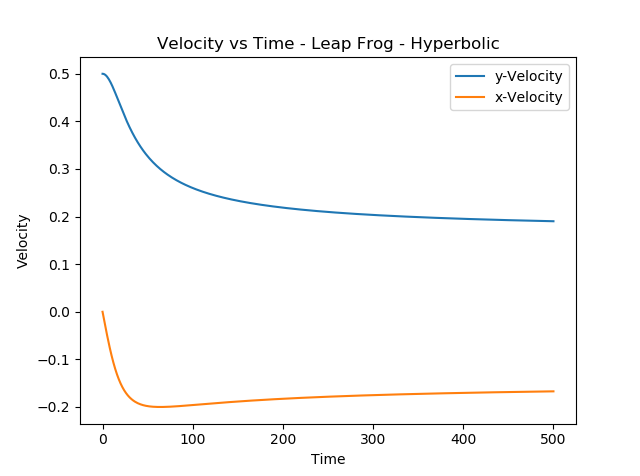 Velocity vs Time - Leap Frog - Hyperbolic
y-Velocity
x-Velocity
Velocity
0.5
0.4
0.3
0.2
0.1
0.0
−0.1
−0.2
0 100 200 300 400 500
Time